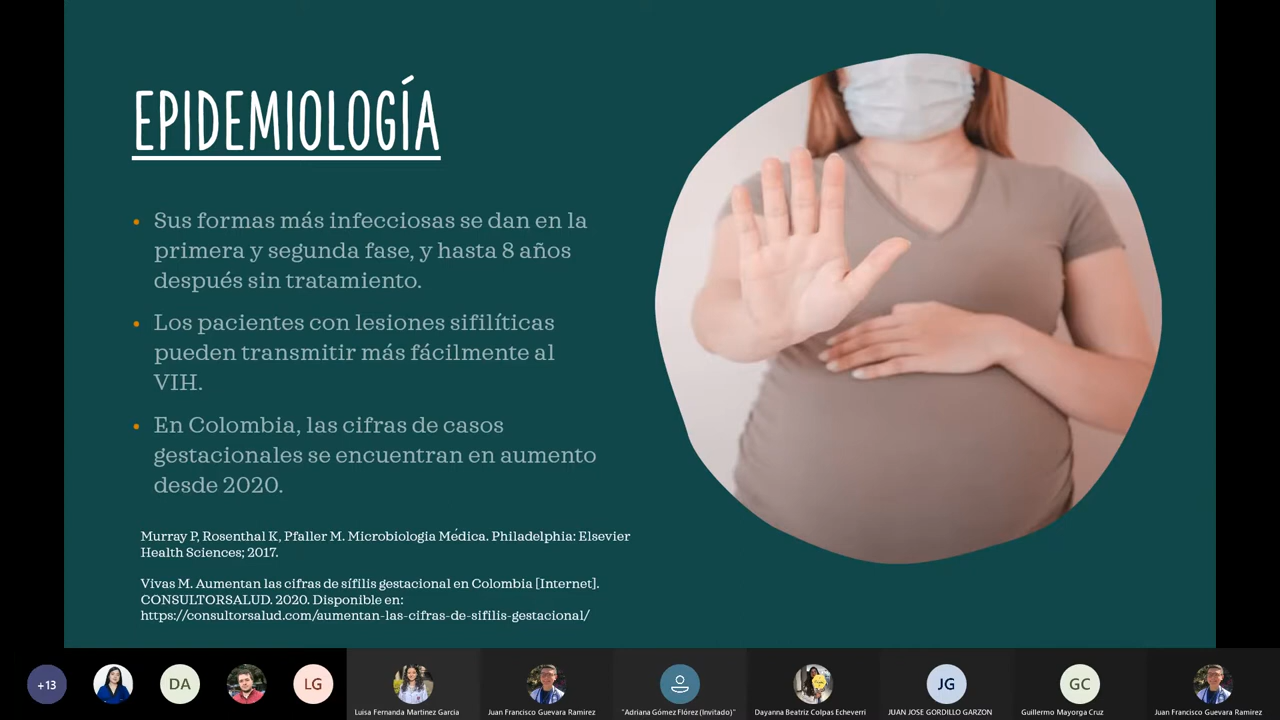 EPIDEMIOLOGÍA
• Sus formas más infecciosas se dan en la
primera y segunda fase, y hasta 8 años
después sin tratamiento.
• Los pacientes con lesiones sifilíticas
pueden transmitir más fácilmente al
VIH.
• En Colombia, las cifras de casos
gestacionales se encuentran en aumento
desde 2020.
Murray P, Rosenthal K, Pfaller M. Microbiologia Médica. Philadelphia: Elsevier
Health Sciences; 2017.
Vivas M. Aumentan las cifras de sífilis gestacional en Colombia [Internet].
CONSULTORSALUD. 2020. Disponible en:
https://consultorsalud.com/aumentan-las-cifras-de-sifilis-gestacional/
+13
DA
LG
JG
GC
Luisa Fernanda Martinez Garcia
Juan Francisco Guevara Ramirez
"Adriana Gómez Flórez (Invitado)"
Dayanna Beatriz Colpas Echeverri
JUAN JOSE GORDILLO GARZON
Guillermo Mayorga Cruz
Juan Francisco Guevara Ramirez